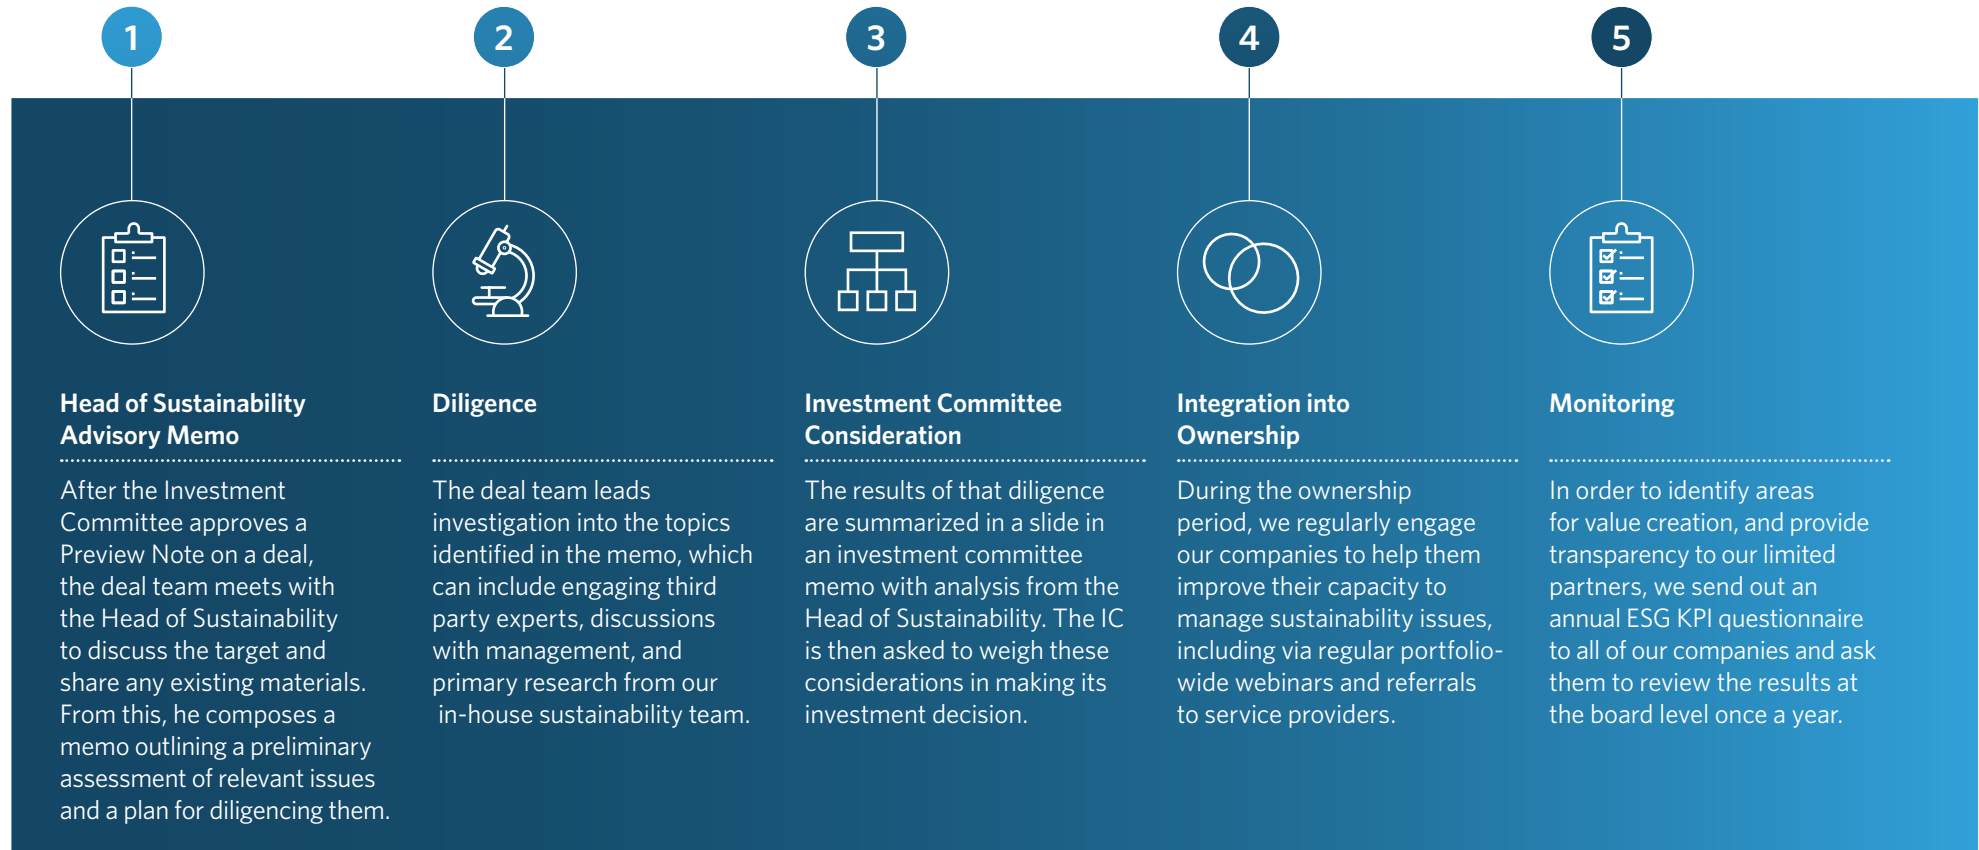 1
2
3
4
5
Head of Sustainability
Advisory Memo
After the Investment
Committee approves a
Preview Note on a deal,
the deal team meets with
the Head of Sustainability
to discuss the target and
share any existing materials.
From this, he composes a
memo outlining a preliminary
assessment of relevant issues
and a plan for diligencing them.
Diligence
The deal team leads
investigation into the topics
identified in the memo, which
can include engaging third
party experts, discussions
with management, and
primary research from our
in-house sustainability team.
Investment Committee
Consideration
The results of that diligence
are summarized in a slide in
an investment committee
memo with analysis from the
Head of Sustainability. The IC
is then asked to weigh these
considerations in making its
investment decision.
Integration into
Ownership
During the ownership
period, we regularly engage
our companies to help them
improve their capacity to
manage sustainability issues,
including via regular portfolio-
wide webinars and referrals
to service providers.
Monitoring
In order to identify areas
for value creation, and provide
transparency to our limited
partners, we send out an
annual ESG KPI questionnaire
to all of our companies and ask
them to review the results at
the board level once a year.